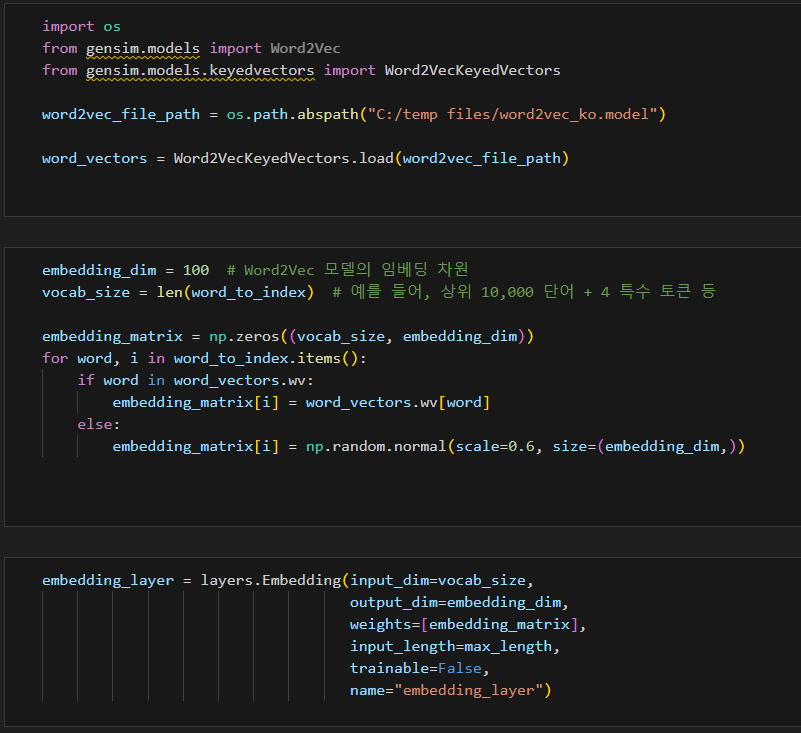 import os
from gensim.models import Word2Vec
from gensim.models.keyedvectors import Word2VecKeyedVectors
word2vec_file_path = os.path.abspath("C:/temp files/word2vec_ko.model")
word_vectors = Word2VecKeyedVectors.load(word2vec_file_path)
embedding_dim = 100  # Word2Vec 모델의 임베딩 차원
vocab_size = len(word_to_index)  # 예를 들어, 상위 10,000 단어 + 4 특수 토큰 등
embedding_matrix = np.zeros((vocab_size, embedding_dim))
for word, i in word_to_index.items():
    if word in word_vectors.wv:
        embedding_matrix[i] = word_vectors.wv[word]
    else:
        embedding_matrix[i] = np.random.normal(scale=0.6, size=(embedding_dim,))
embedding_layer = layers.Embedding(input_dim=vocab_size,
                                   output_dim=embedding_dim,
                                   weights=[embedding_matrix],
                                   input_length=max_length,
                                   trainable=False,
                                   name="embedding_layer")